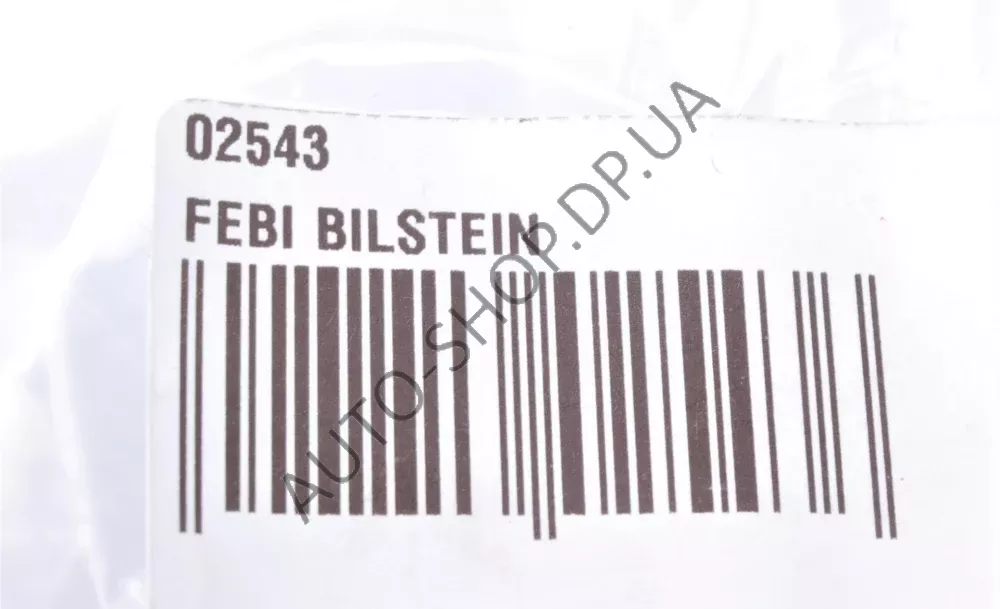 02543
FEBI BILSTEIN
AUTO-SHOP.DP.UA